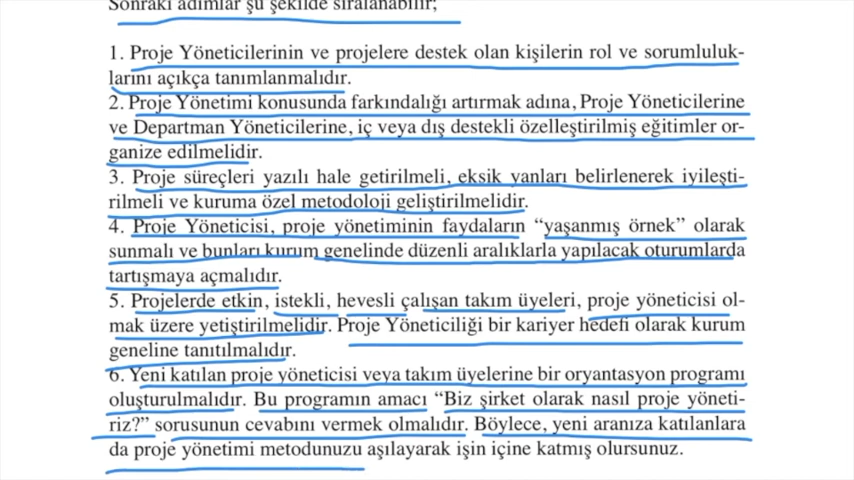 Sonraki adımlar şu şekilde sıralanabilir;
1. Proje Yöneticilerinin ve projelere destek olan kişilerin rol ve sorumluluk-
larını açıkça tanımlanmalıdır.
2. Proje Yönetimi konusunda farkındalığı artırmak adına, Proje Yöneticilerine
ve Departman Yöneticilerine, iç veya dış destekli özelleştirilmiş eğitimler or-
ganize edilmelidir.
3. Proje süreçleri yazılı hale getirilmeli, eksik yanları belirlenerek iyileşti-
rilmeli ve kuruma özel metodoloji geliştirilmelidir.
4. Proje Yöneticisi, proje yönetiminin faydaların “yaşanmış örnek” olarak
sunmalı ve bunları kurum genelinde düzenli aralıklarla yapılacak oturumlarda
tartışmaya açmalıdır.
5. Projelerde etkin, istekli, hevesli çalışan takım üyeleri, proje yöneticisi ol-
mak üzere yetiştirilmelidir. Proje Yöneticiliği bir kariyer hedefi olarak kurum
geneline tanıtılmalıdır.
6. Yeni katılan proje yöneticisi veya takım üyelerine bir oryantasyon programı
oluşturulmalıdır. Bu programın amacı “Biz şirket olarak nasıl proje yöneti-
riz?” sorusunun cevabını vermek olmalıdır. Böylece, yeni aranıza katılanlara
da proje yönetimi metodunuzu aşılayarak işin içine katmış olursunuz.